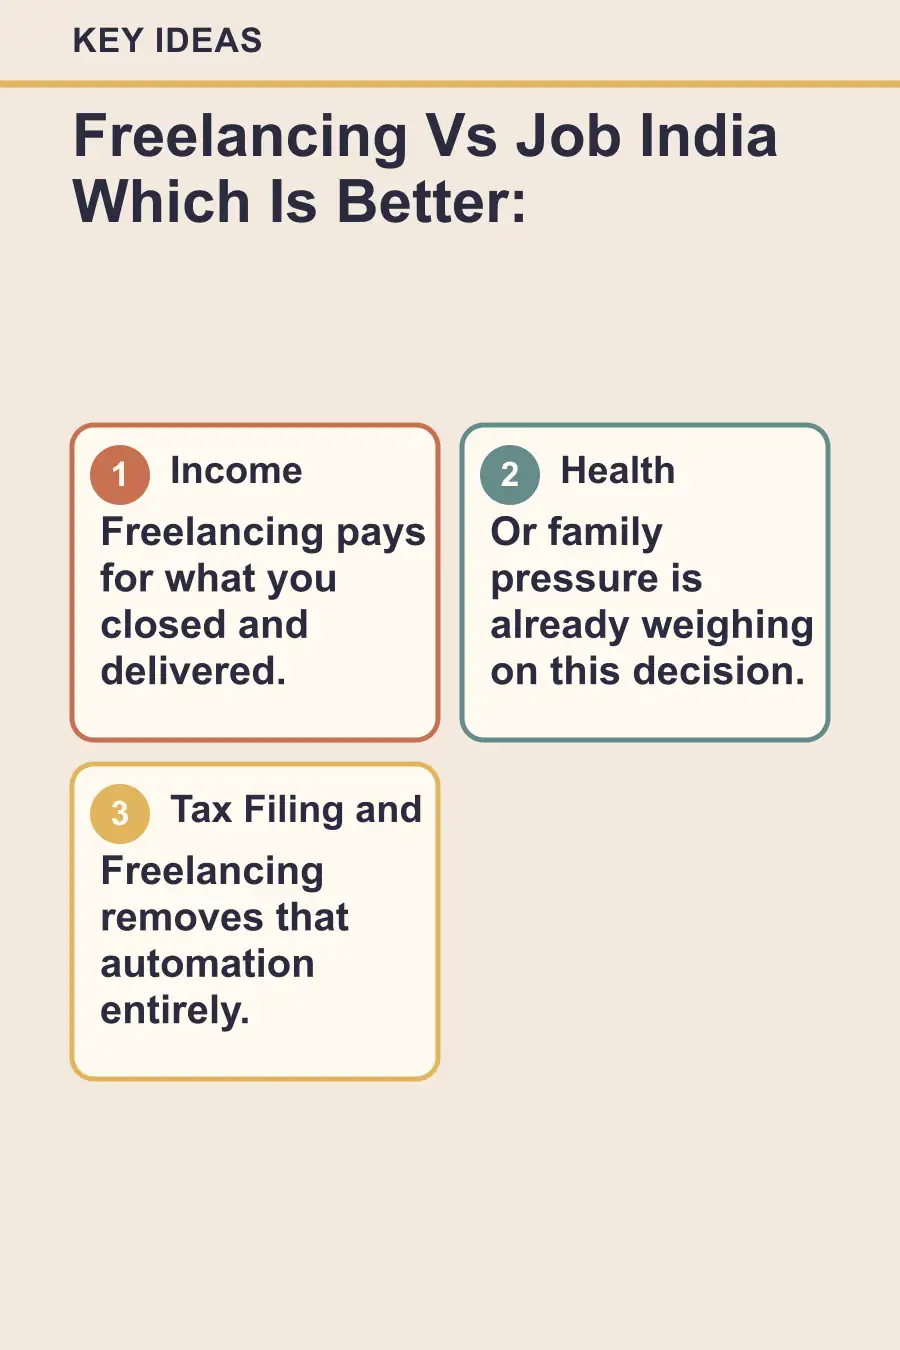 KEY IDEAS
Freelancing Vs Job India
Which Is Better:
1 Income
Freelancing pays
for what you
closed and
delivered.
2 Health
Or family
pressure is
already weighing
on this decision.
3 Tax Filing and
Freelancing
removes that
automation
entirely.